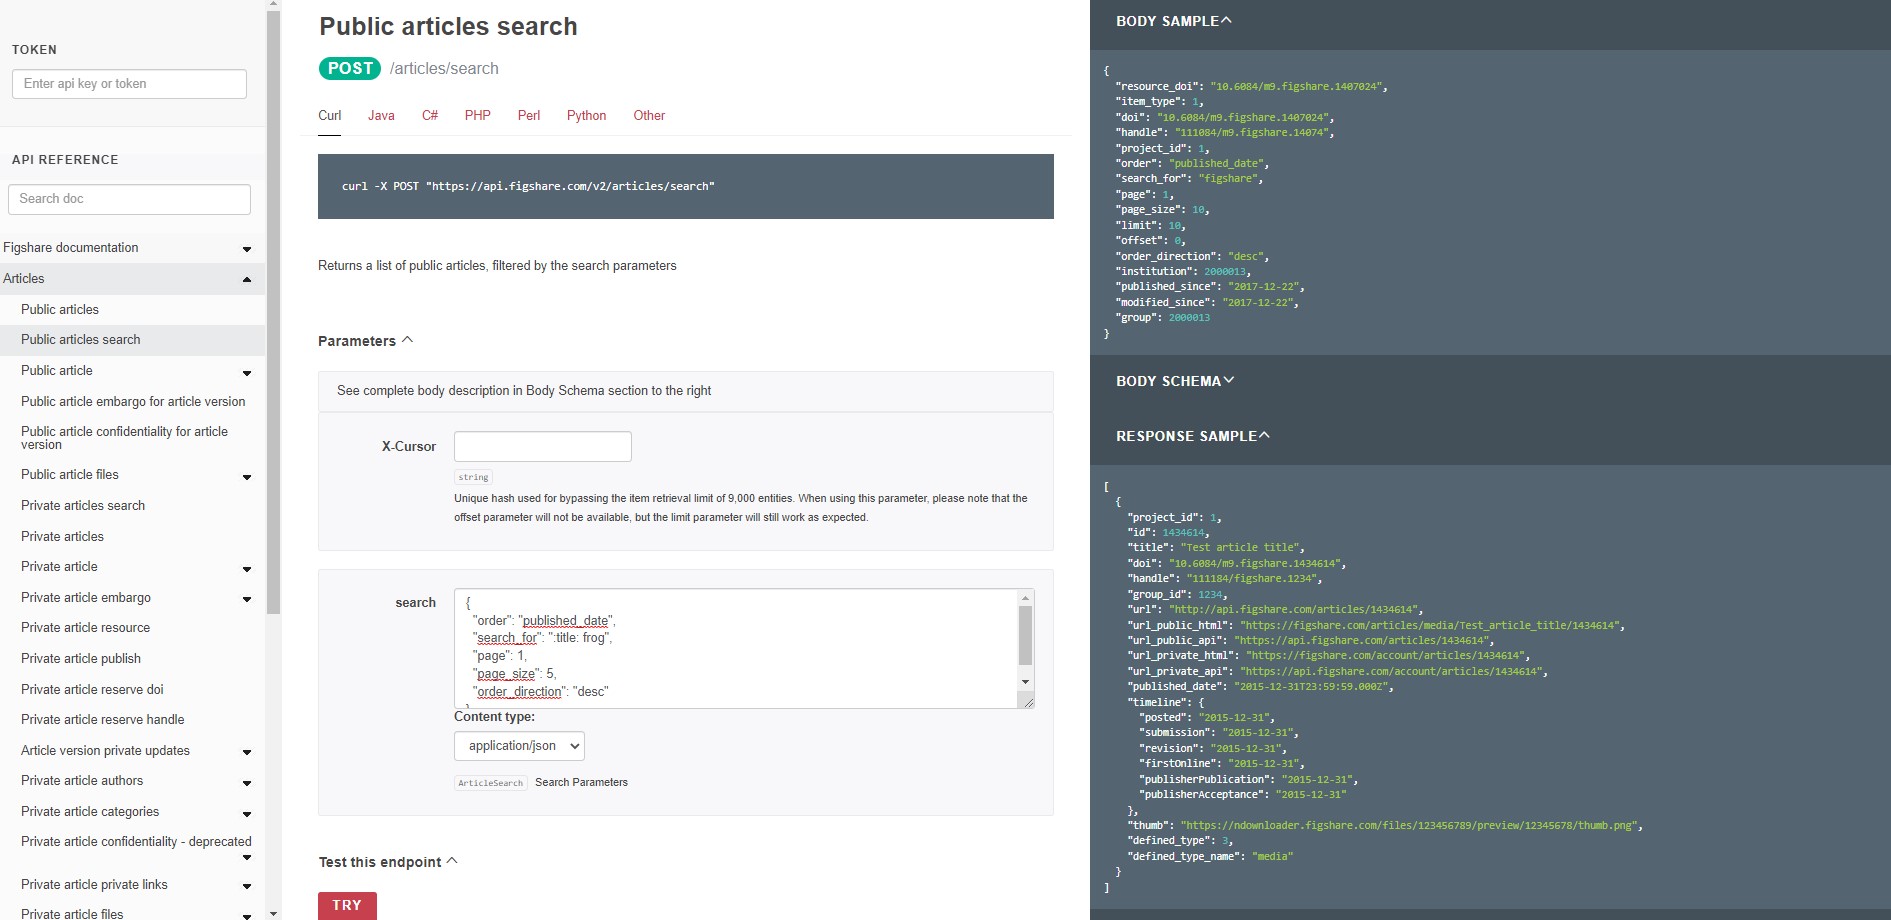 TOKEN
Enter api key or token
API REFERENCE
Search doc
Figshare documentation
Articles
Public articles
Public articles search
Public article
Public article embargo for article version
Public article confidentiality for article
version
Public article files
Private articles search
Private articles
Private article
Private article embargo
Private article resource
Private article publish
Private article reserve doi
Private article reserve handle
Article version private updates
Private article authors
Private article categories
Private article confidentiality - deprecated
Private article private links
Private article files
Public articles search
POST /articles/search
Curl Java C# PHP Perl Python Other
curl -X POST "https://api.figshare.com/v2/articles/search"
Returns a list of public articles, filtered by the search parameters
Parameters
See complete body description in Body Schema section to the right
X-Cursor
string
Unique hash used for bypassing the item retrieval limit of 9,000 entities. When using this parameter, please note that the
offset parameter will not be available, but the limit parameter will still work as expected.
search
{
"order": "published_date",
"search_for": ":title: frog",
"page": 1,
"page_size": 5,
"order_direction": "desc"
}
Content type:
application/json
ArticleSearch Search Parameters
Test this endpoint
TRY
BODY SAMPLE
{
"resource_doi": "10.6084/m9.figshare.1407024",
"item_type": 1,
"doi": "10.6084/m9.figshare.1407024",
"handle": "111084/m9.figshare.14074",
"project_id": 1,
"order": "published_date",
"search_for": "figshare",
"page": 1,
"page_size": 10,
"limit": 10,
"offset": 0,
"order_direction": "desc",
"institution": 2000013,
"published_since": "2017-12-22",
"modified_since": "2017-12-22",
"group": 2000013
}
BODY SCHEMA
RESPONSE SAMPLE
[
{
"project_id": 1,
"id": 1434614,
"title": "Test article title",
"doi": "10.6084/m9.figshare.1434614",
"handle": "111184/figshare.1234",
"group_id": 1234,
"url": "http://api.figshare.com/articles/1434614",
"url_public_html": "https://figshare.com/articles/media/Test_article_title/1434614",
"url_public_api": "https://api.figshare.com/articles/1434614",
"url_private_html": "https://figshare.com/account/articles/1434614",
"url_private_api": "https://api.figshare.com/account/articles/1434614",
"published_date": "2015-12-31T23:59:59.000Z",
"timeline": {
"posted": "2015-12-31",
"submission": "2015-12-31",
"revision": "2015-12-31",
"firstOnline": "2015-12-31",
"publisherPublication": "2015-12-31",
"publisherAcceptance": "2015-12-31"
},
"thumb": "https://ndownloader.figshare.com/files/123456789/preview/12345678/thumb.png",
"defined_type": 3,
"defined_type_name": "media"
}
]